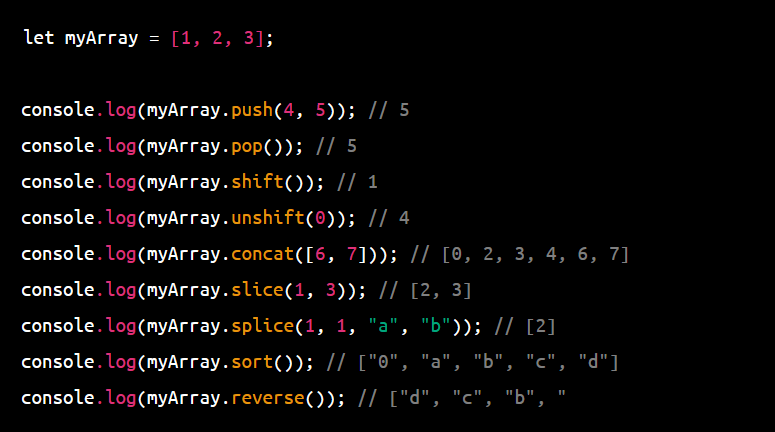 let myArray = [1, 2, 3];
console.log(myArray.push(4, 5)); // 5
console.log(myArray.pop()); // 5
console.log(myArray.shift()); // 1
console.log(myArray.unshift(0)); // 4
console.log(myArray.concat([6, 7])); // [0, 2, 3, 4, 6, 7]
console.log(myArray.slice(1, 3)); // [2, 3]
console.log(myArray.splice(1, 1, "a", "b")); // [2]
console.log(myArray.sort()); // ["0", "a", "b", "c", "d"]
console.log(myArray.reverse()); // ["d", "c", "b", "